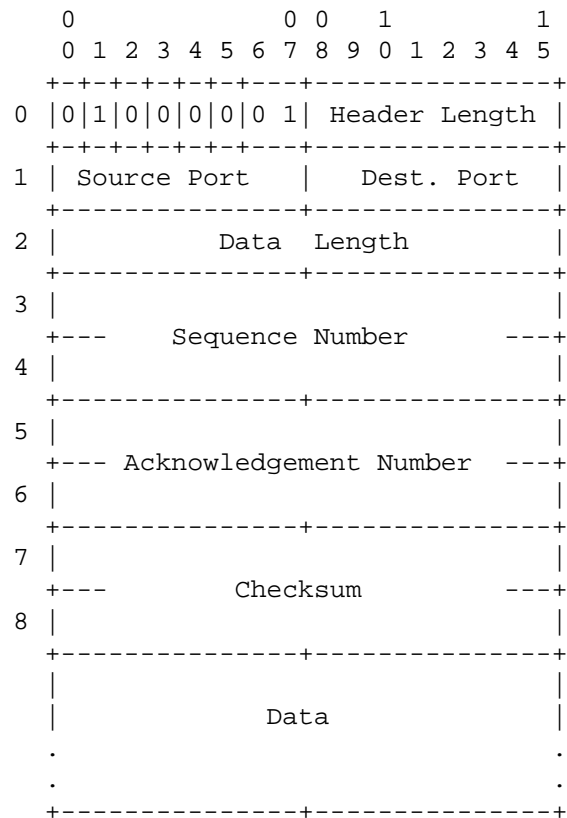 0             0 0   1         1
 0 1 2 3 4 5 6 7 8 9 0 1 2 3 4 5
+-+-+-+-+-+-+---+---------------+
0 |0|1|0|0|0|0|0 1| Header Length |
+-+-+-+-+-+-+---+---------------+
1 | Source Port   |   Dest. Port  |
+---------------+---------------+
2 |          Data  Length         |
+---------------+---------------+
3 |                               |
+---    Sequence Number      ---+
4 |                               |
+---------------+---------------+
5 |                               |
+--- Acknowledgement Number  ---+
6 |                               |
+---------------+---------------+
7 |                               |
+---        Checksum         ---+
8 |                               |
+---------------+---------------+
|                               |
|             Data              |
.                               .
.                               .
+---------------+---------------+